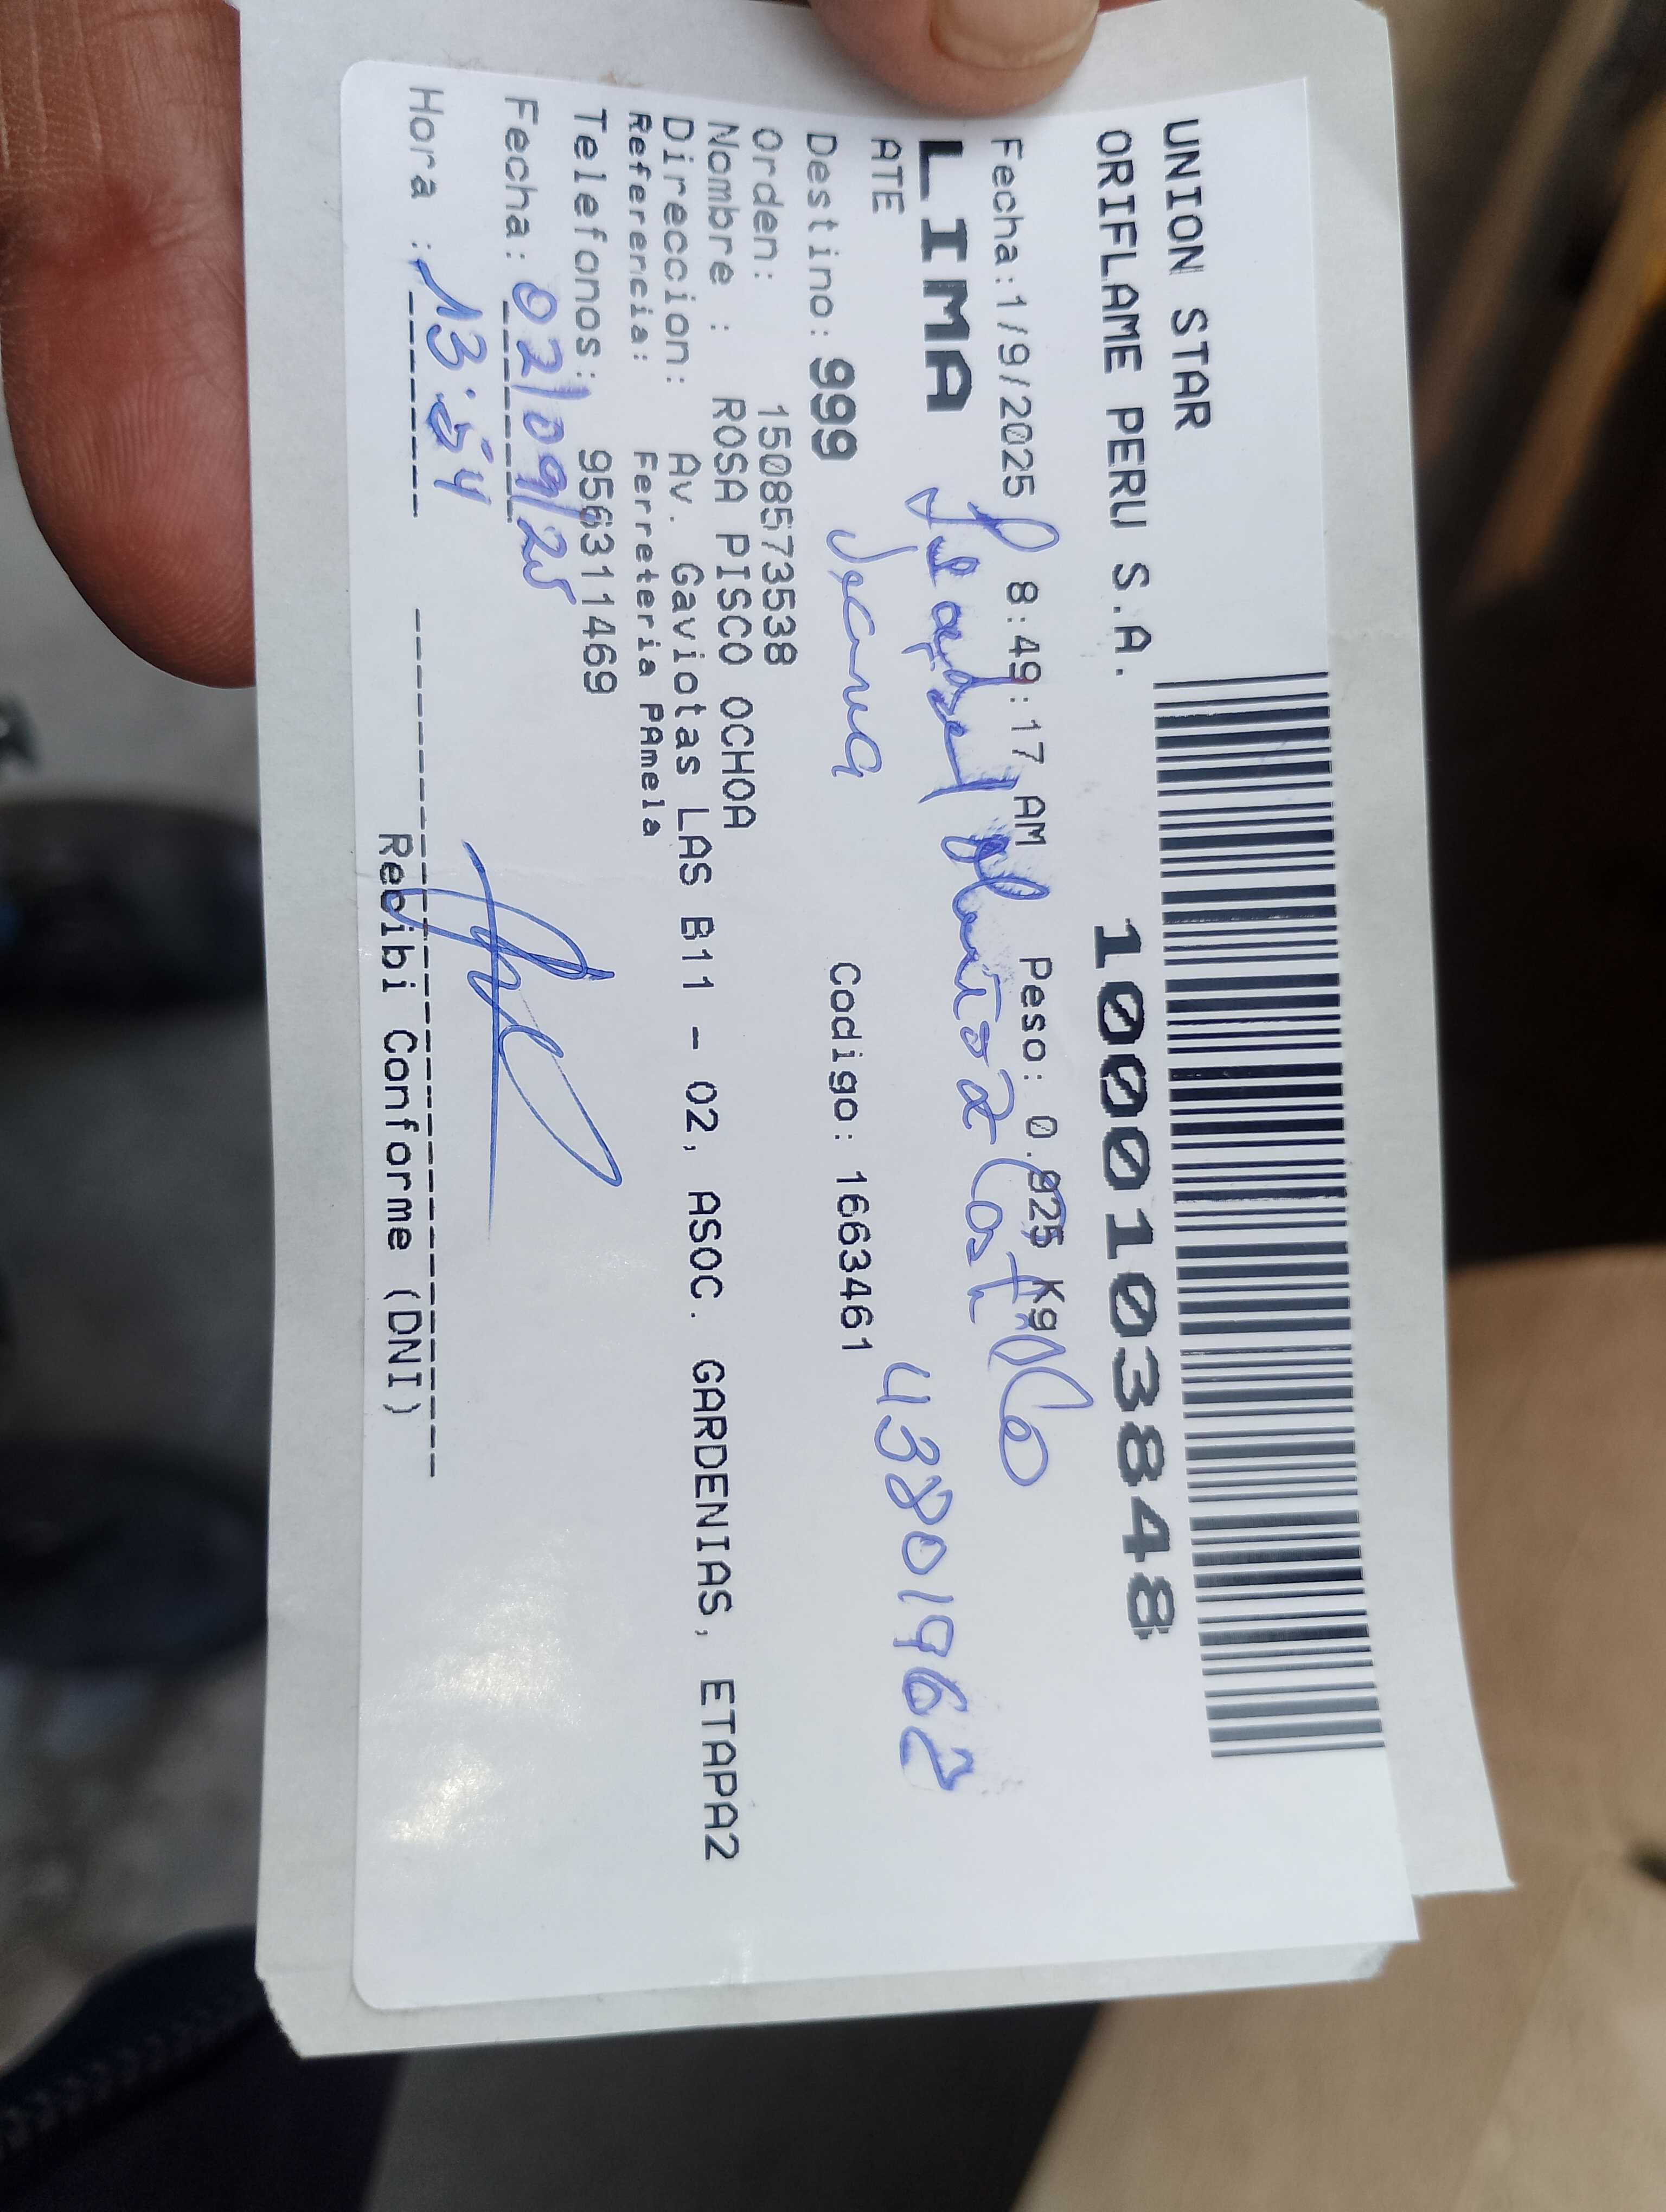 UNION STAR
ORIFLAME PERU S.A. 1000103848
Fecha:1/9/2025 8:49:17 AM Peso: 0.925 Kg
LIMA
ATE 43801962
Destino: 999 Codigo: 1663461
Orden: 15085573538
Nombre : ROSA PISCO OCHOA
Direccion: Av. Gaviotas LAS B11 - 02, ASOC. GARDENIAS, ETAPA2
Referencia: Ferreteria PAmela
Telefonos: 956311469
Fecha: 02/09/25
Hora : 13:54
Recibi Conforme (DNI)